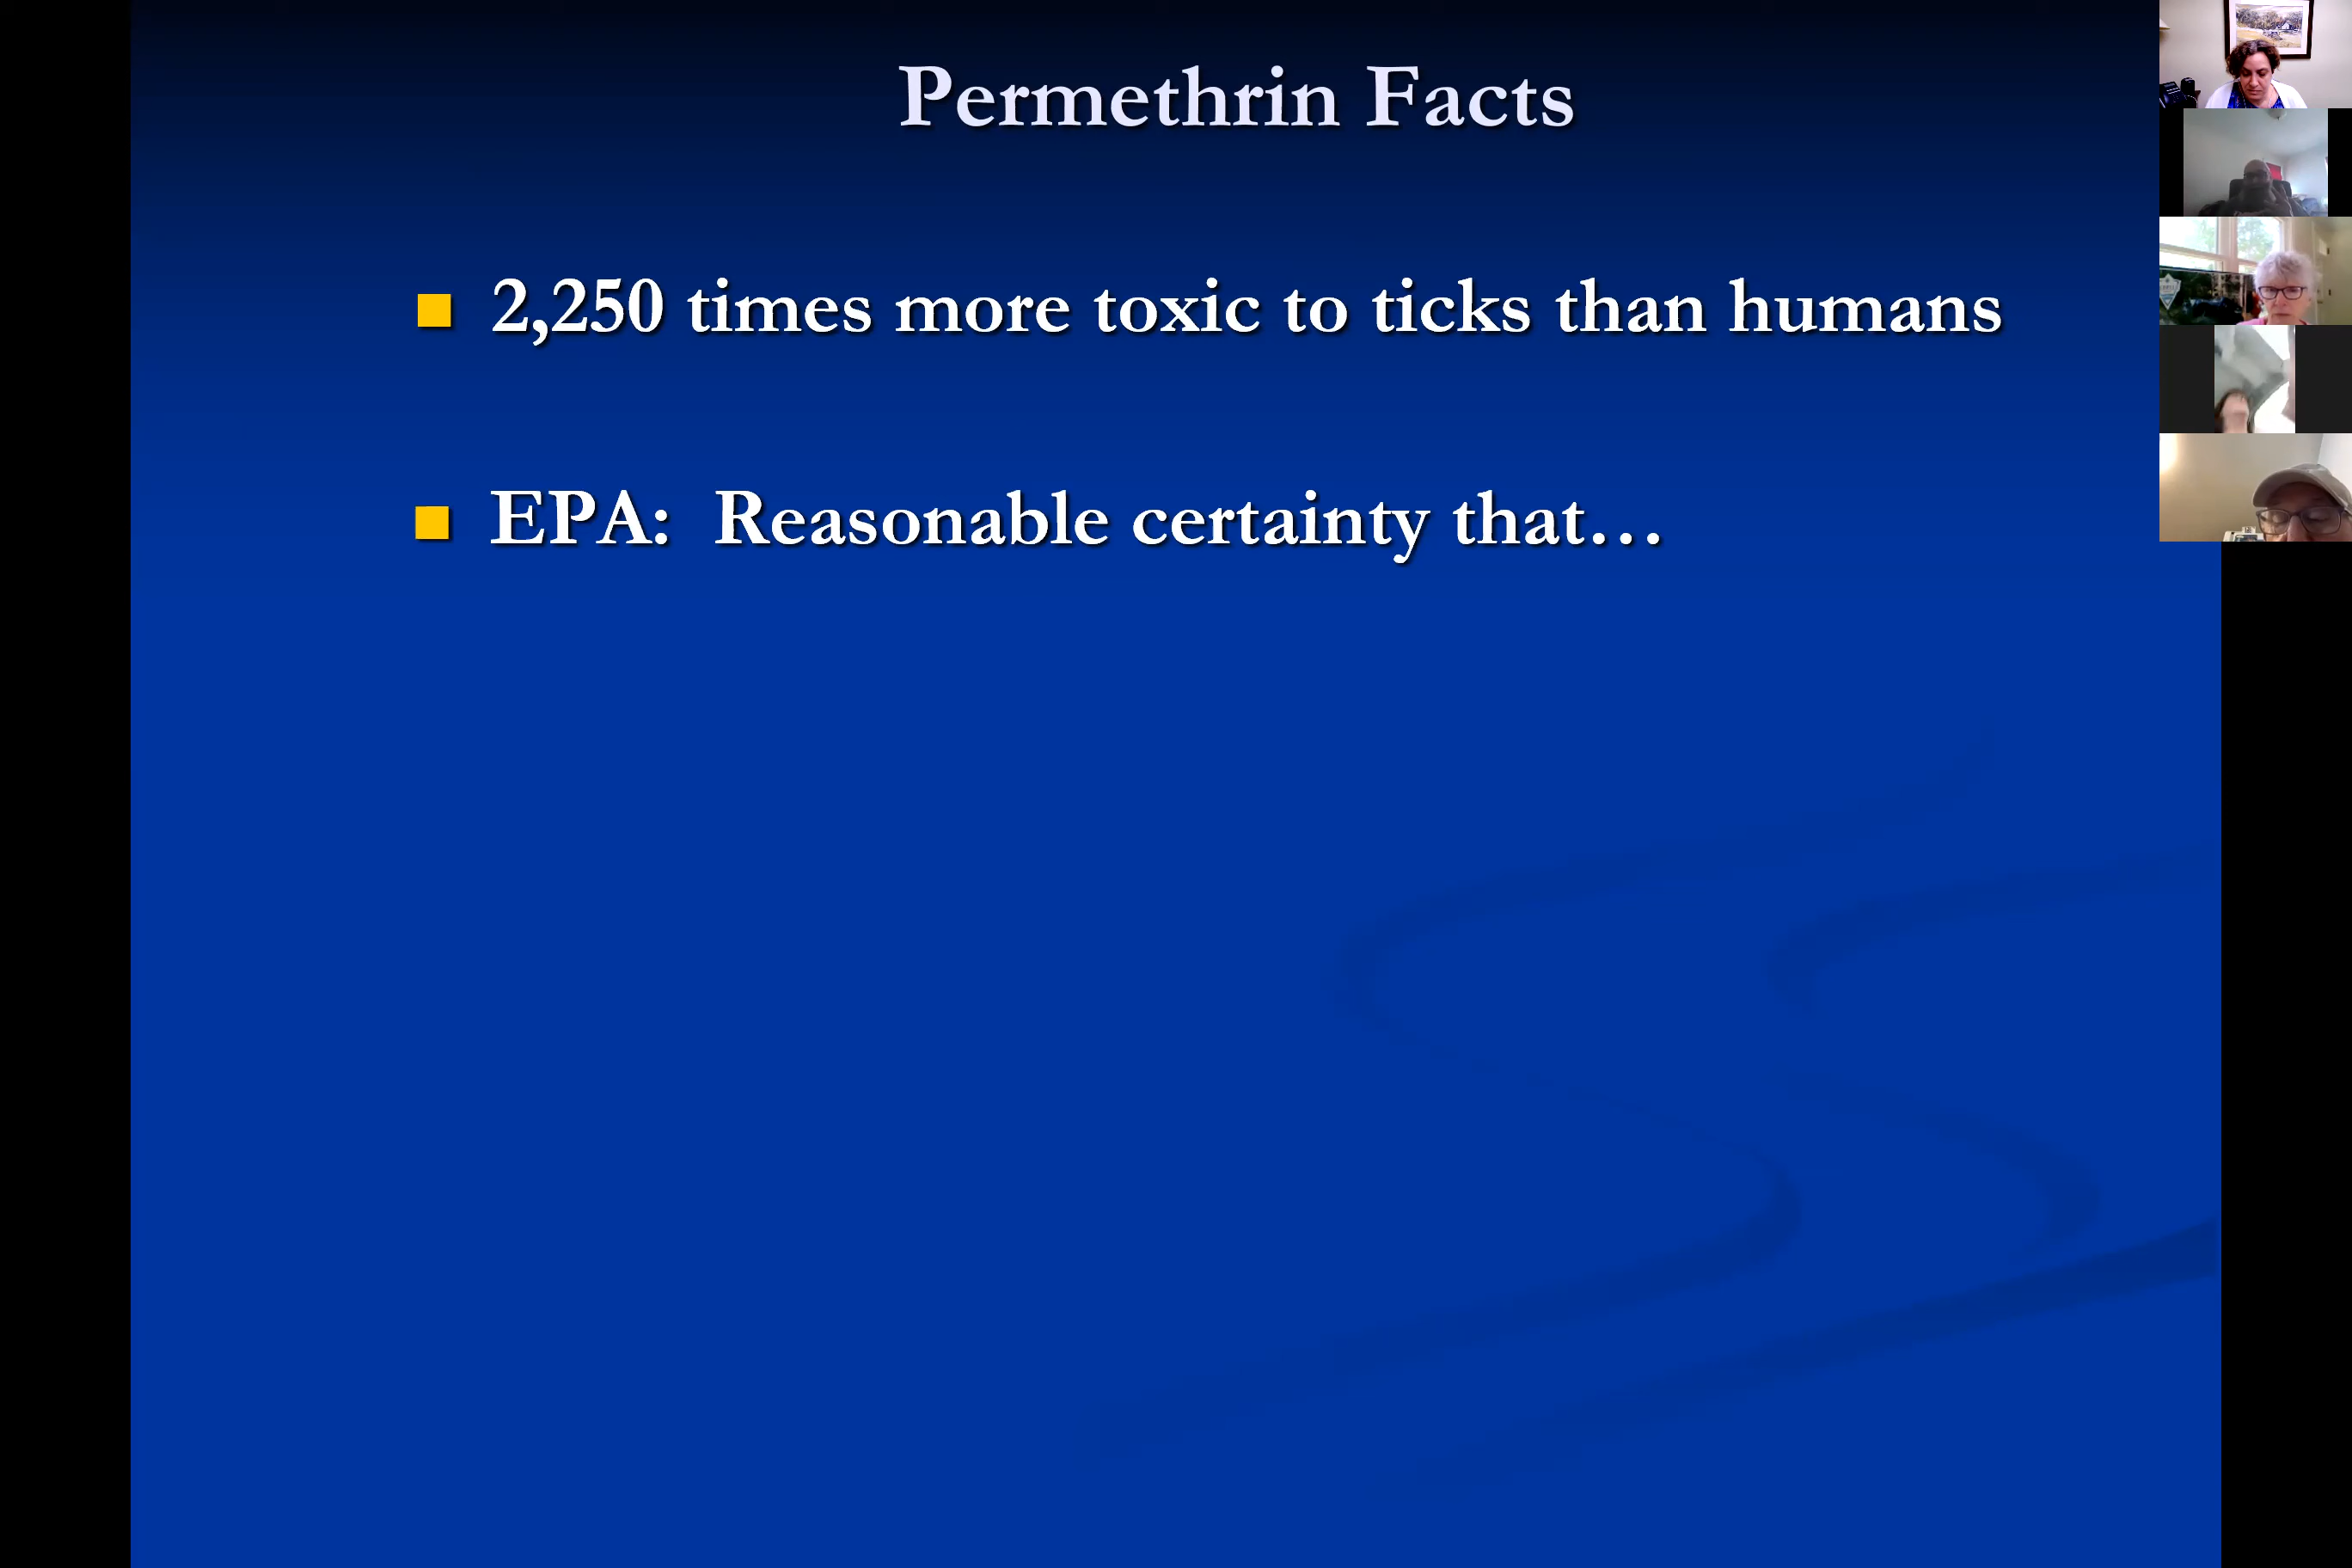 Permethrin Facts
2,250 times more toxic to ticks than humans
EPA: Reasonable certainty that…